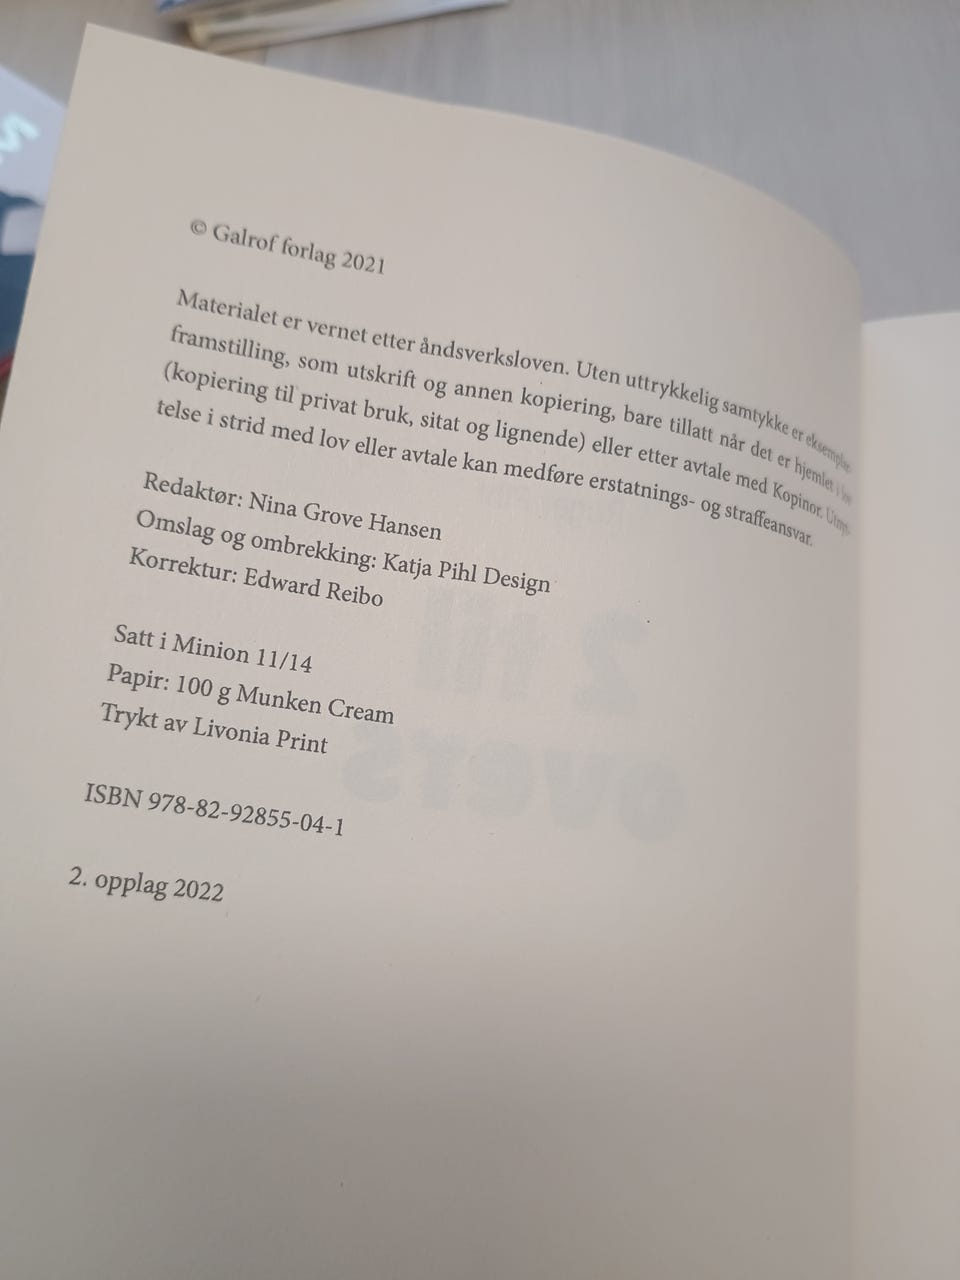 © Galrof forlag 2021
Materialet er vernet etter åndsverksloven. Uten uttrykkelig samtykke er eksemplar-
framstilling, som utskrift og annen kopiering, bare tillatt når det er hjemlet i lov
(kopiering til privat bruk, sitat og lignende) eller etter avtale med Kopinor. Utnyt-
telse i strid med lov eller avtale kan medføre erstatnings- og straffeansvar.
Redaktør: Nina Grove Hansen
Omslag og ombrekking: Katja Pihl Design
Korrektur: Edward Reibo
Satt i Minion 11/14
Papir: 100 g Munken Cream
Trykt av Livonia Print
ISBN 978-82-92855-04-1
2. opplag 2022
2 til
overs